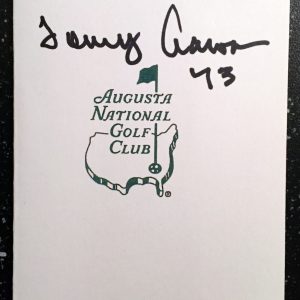 Tommy Aaron
73
AUGUSTA
NATIONAL
GOLF
CLUB
®